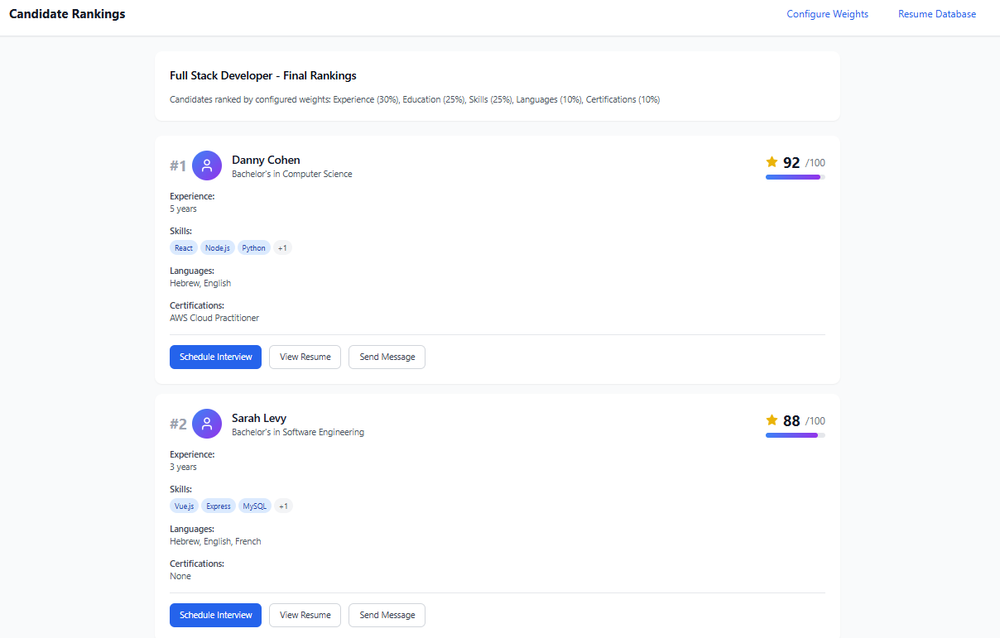 Candidate Rankings
Configure Weights
Resume Database
Full Stack Developer - Final Rankings
Candidates ranked by configured weights: Experience (30%), Education (25%), Skills (25%), Languages (10%), Certifications (10%)
#1
Danny Cohen
Bachelor's in Computer Science
92 /100
Experience:
5 years
Skills:
React Node.js Python +1
Languages:
Hebrew, English
Certifications:
AWS Cloud Practitioner
Schedule Interview View Resume Send Message
#2
Sarah Levy
Bachelor's in Software Engineering
88 /100
Experience:
3 years
Skills:
Vue.js Express MySQL +1
Languages:
Hebrew, English, French
Certifications:
None
Schedule Interview View Resume Send Message